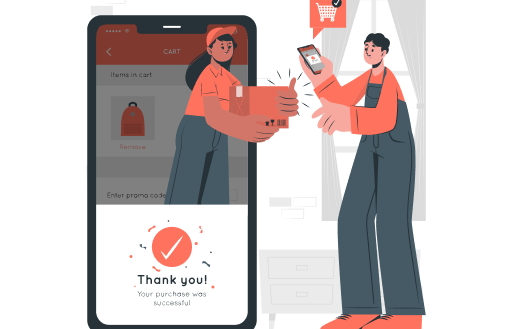 CART
Items in cart
Remove
Enter promo code
Thank you!
Your purchase was
successful